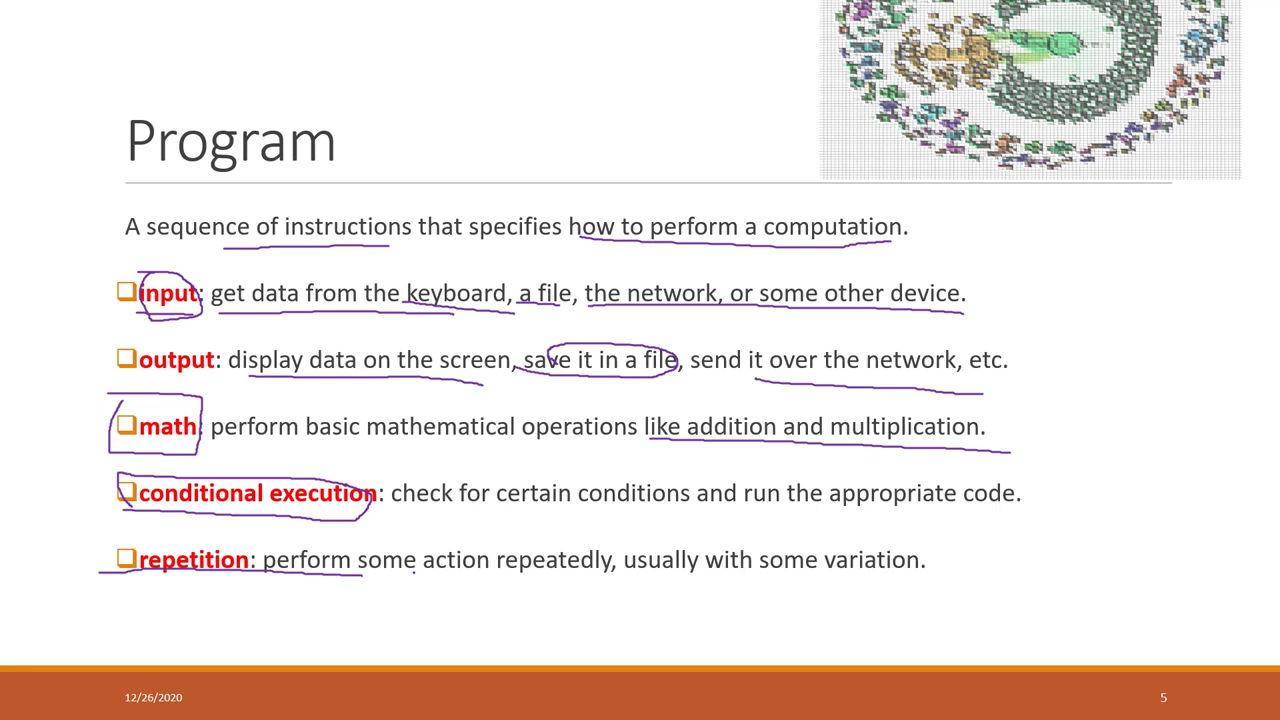 Program
A sequence of instructions that specifies how to perform a computation.
input: get data from the keyboard, a file, the network, or some other device.
output: display data on the screen, save it in a file, send it over the network, etc.
math: perform basic mathematical operations like addition and multiplication.
conditional execution: check for certain conditions and run the appropriate code.
repetition: perform some action repeatedly, usually with some variation.
12/26/2020
5